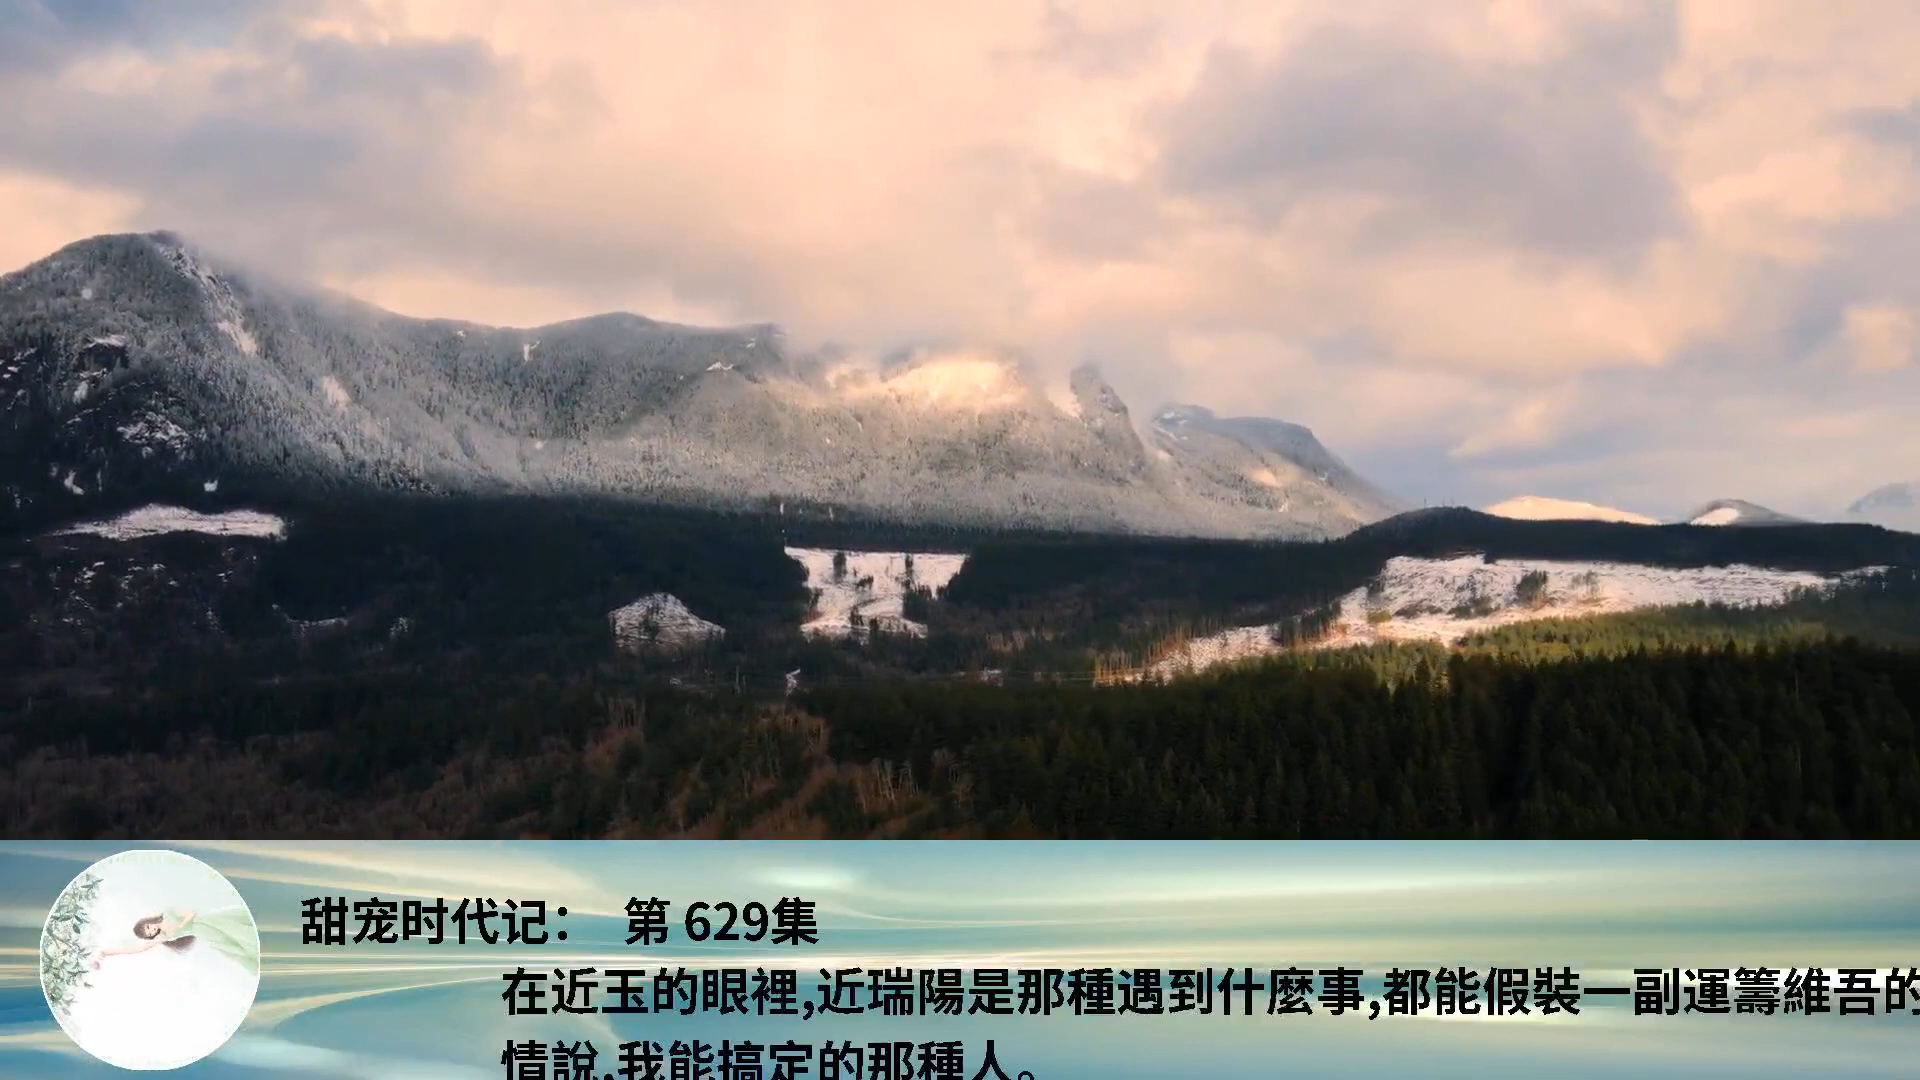 甜宠时代记： 第 629集
在近玉的眼裡,近瑞陽是那種遇到什麼事,都能假裝一副運籌維吾的
情說,我能搞定的那種人。